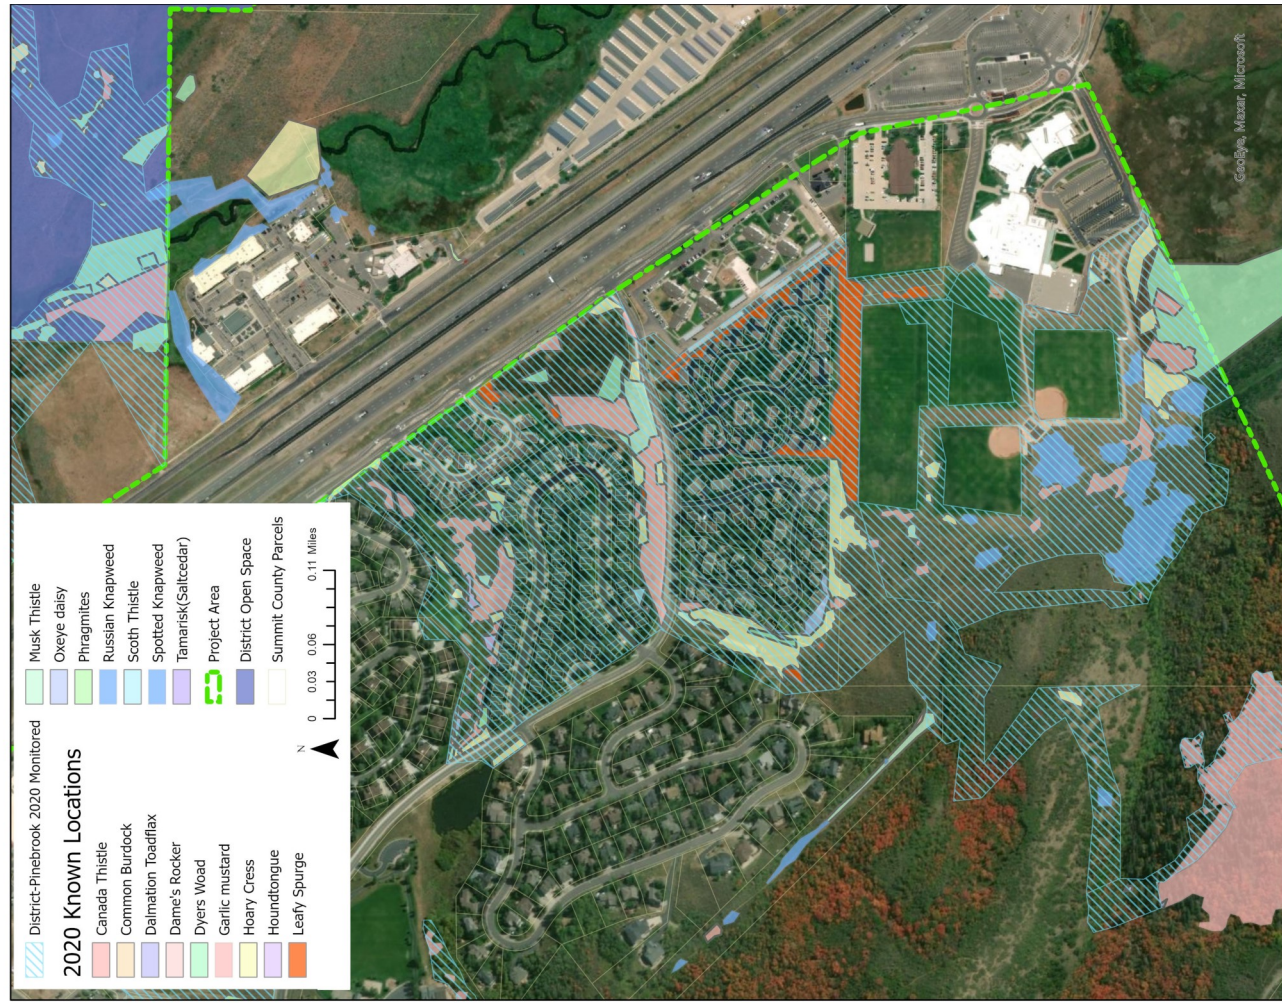 District-Pinebrook 2020 Monitored
2020 Known Locations
Canada Thistle
Common Burdock
Dalmation Toadflax
Dame's Rocker
Dyers Woad
Garlic mustard
Hoary Cress
Houndtongue
Leafy Spurge
Musk Thistle
Oxeye daisy
Phragmites
Russian Knapweed
Scoth Thistle
Spotted Knapweed
Tamarisk(Saltcedar)
Project Area
District Open Space
Summit County Parcels
N
0 0.03 0.06 0.11 Miles
GeoEye, Maxar, Microsoft